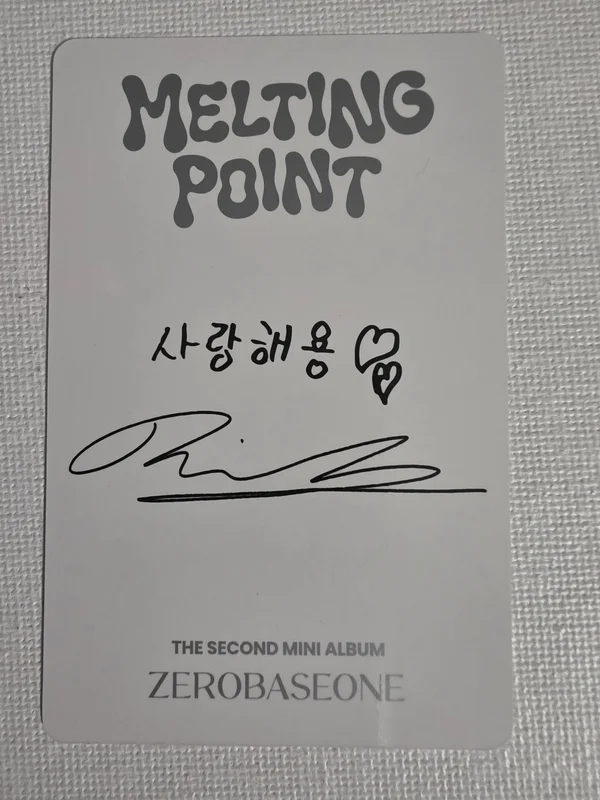 MELTING
POINT
사랑해용
THE SECOND MINI ALBUM
ZEROBASEONE